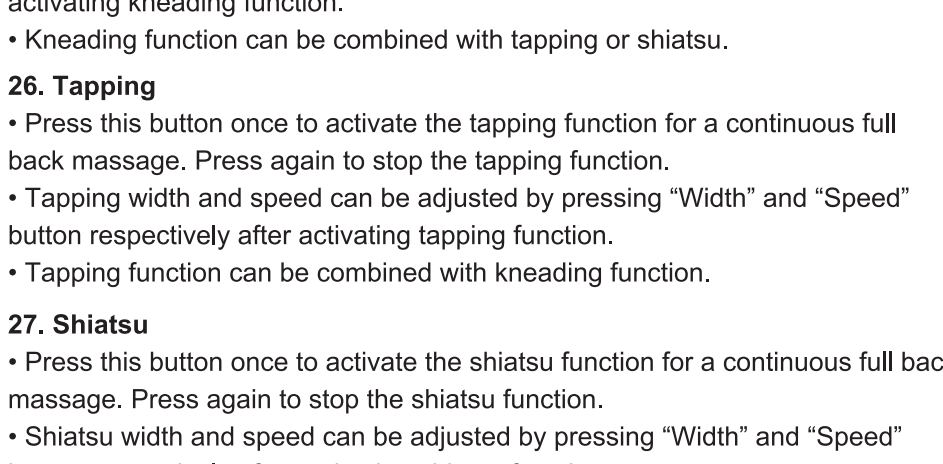 activating kneading function.
• Kneading function can be combined with tapping or shiatsu.
26. Tapping
• Press this button once to activate the tapping function for a continuous full
back massage. Press again to stop the tapping function.
• Tapping width and speed can be adjusted by pressing “Width” and “Speed”
button respectively after activating tapping function.
• Tapping function can be combined with kneading function.
27. Shiatsu
• Press this button once to activate the shiatsu function for a continuous full bac
massage. Press again to stop the shiatsu function.
• Shiatsu width and speed can be adjusted by pressing “Width” and “Speed”